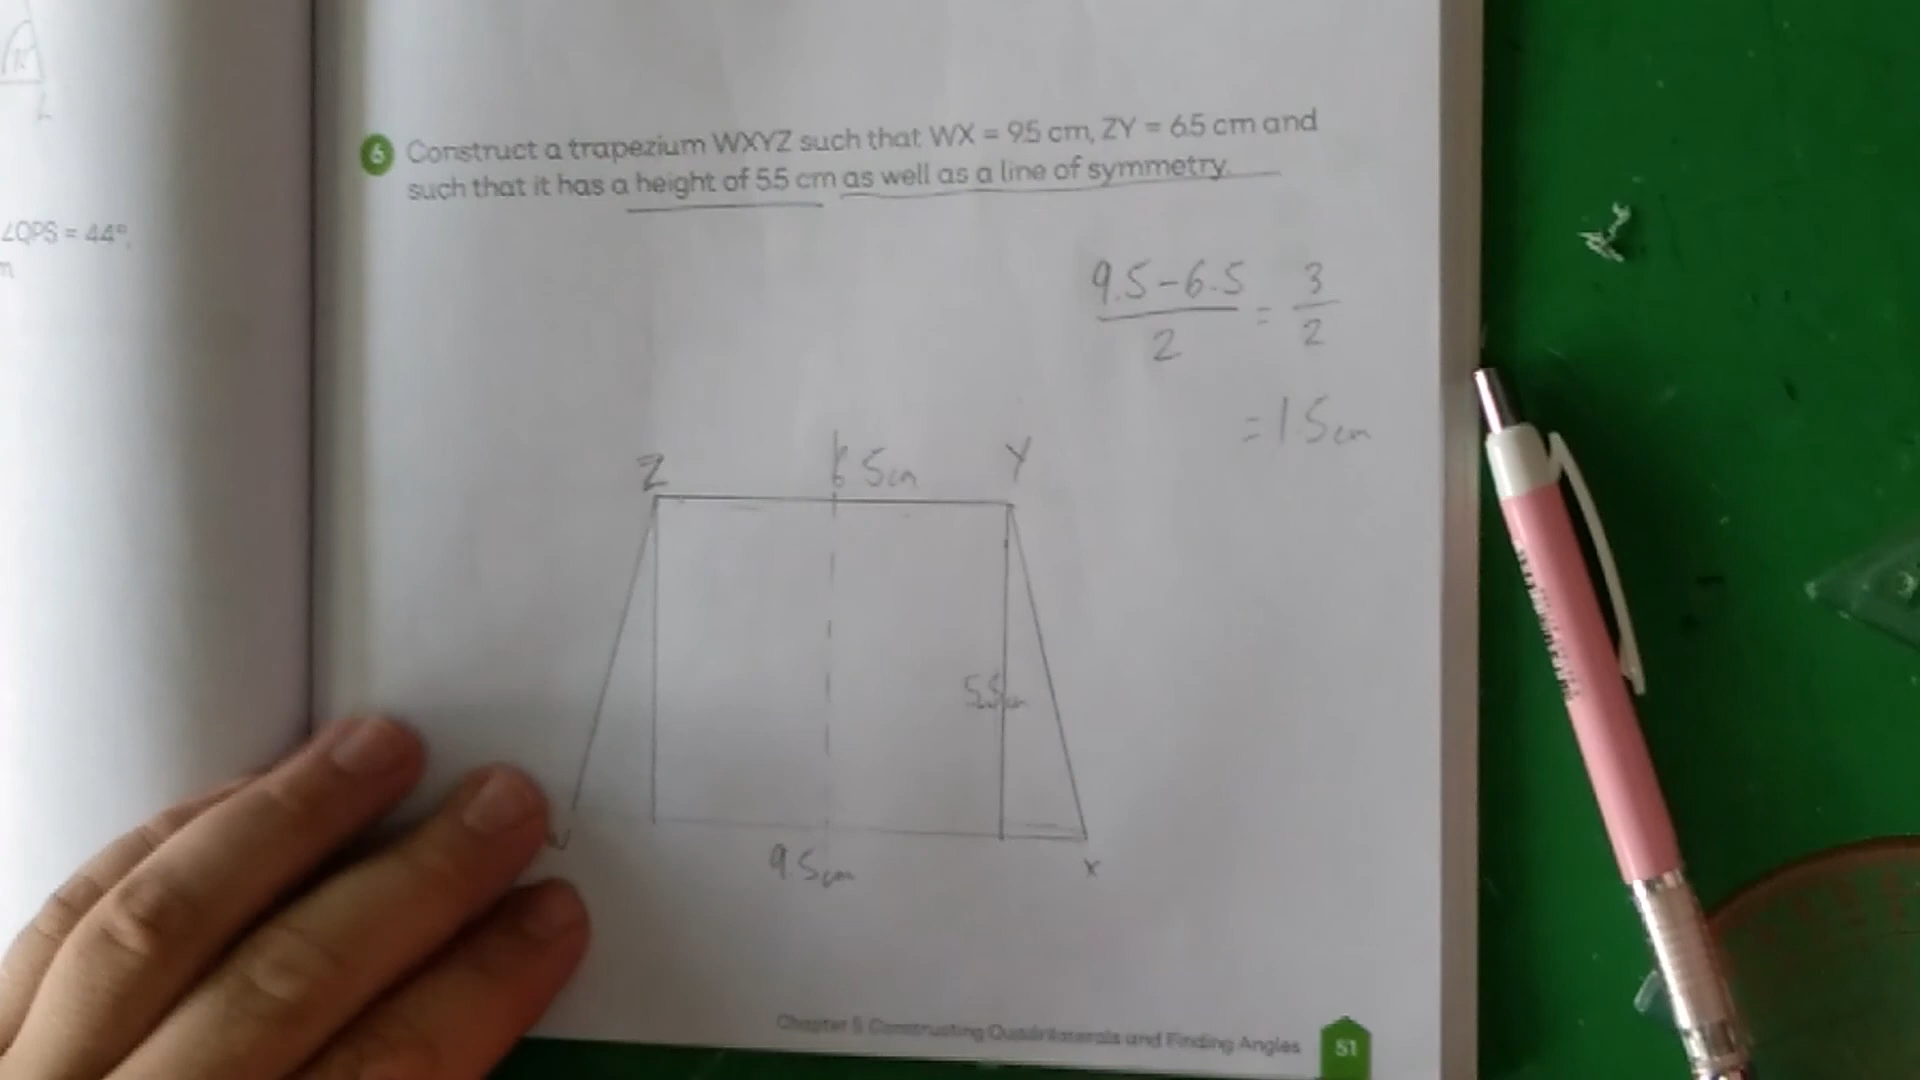 ∠QPS = 44°,
6 Construct a trapezium WXYZ such that WX = 9.5 cm, ZY = 6.5 cm and
such that it has a height of 5.5 cm as well as a line of symmetry.
9.5-6.5 = 3
2 2
= 1.5cm
Z 6.5cm Y
5.5cm
W 9.5cm X
Chapter 5 Constructing Quadrilaterals and Finding Angles 51